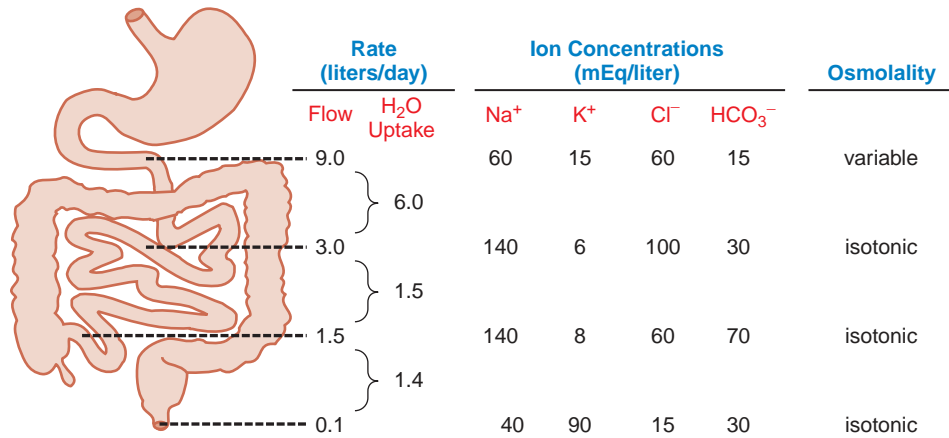 Rate Ion Concentrations
(liters/day) (mEq/liter) Osmolality
Flow H₂O Uptake Na⁺ K⁺ Cl⁻ HCO₃⁻
9.0 60 15 60 15 variable
6.0
3.0 140 6 100 30 isotonic
1.5
1.5 140 8 60 70 isotonic
1.4
0.1 40 90 15 30 isotonic